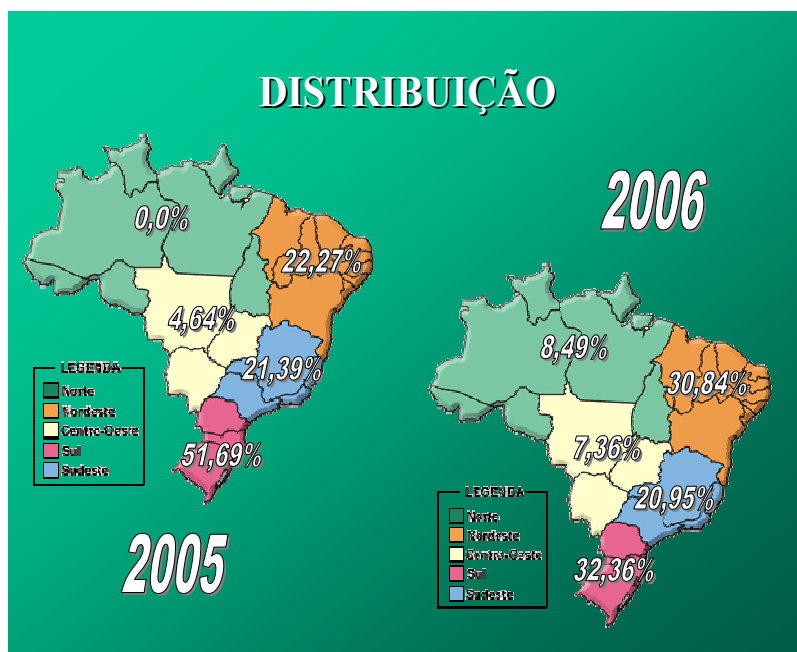 DISTRIBUIÇÃO
0,0%
22,27%
4,64%
21,39%
51,69%
LEGENDA
Norte
Nordeste
Centro-Oeste
Sul
Sudeste
2005
2006
8,49%
30,84%
7,36%
20,95%
32,36%
LEGENDA
Norte
Nordeste
Centro-Oeste
Sul
Sudeste